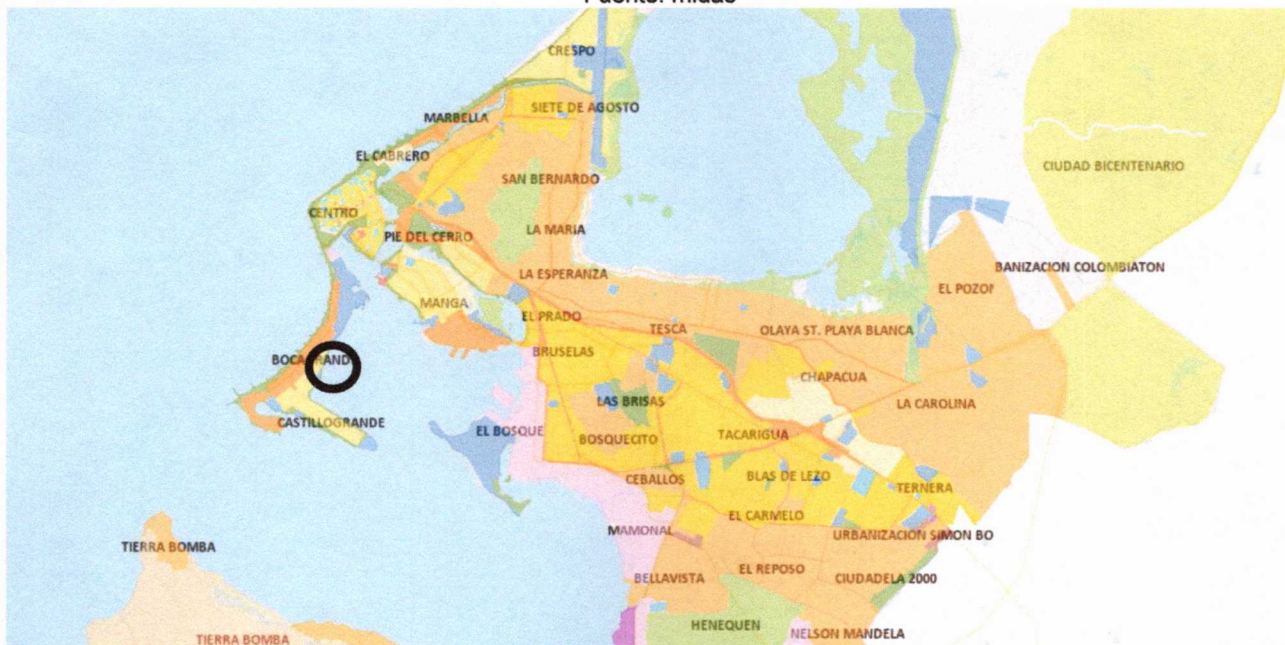 CRESPO
SIETE DE AGOSTO
MARBELLA
EL CABRERO
CIUDAD BICENTENARIO
SAN BERNARDO
CENTRO
LA MARIA
PIE DEL CERRO
LA ESPERANZA
BANIZACION COLOMBIATON
EL POZON
MANGA
EL PRADO
TESCA
OLAYA ST. PLAYA BLANCA
BRUSELAS
BOCAGRANDE
CHAPACUA
LAS BRISAS
LA CAROLINA
CASTILLOGRANDE
EL BOSQUE
BOSQUECITO
TACARIGUA
CEBALLOS
BLAS DE LEZO
TERNERA
EL CARMELO
MAMONAL
URBANIZACION SIMON BO
TIERRA BOMBA
EL REPOSO
BELLAVISTA
CIUDADELA 2000
HENEQUEN
NELSON MANDELA
TIERRA BOMBA